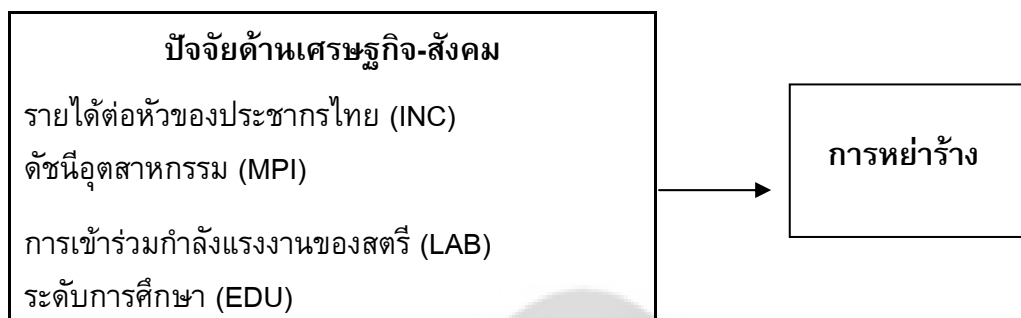 ปัจจัยด้านเศรษฐกิจ-สังคม
รายได้ต่อหัวของประชากรไทย (INC)
ดัชนีอุตสาหกรรม (MPI)
การเข้าร่วมกำลังแรงงานของสตรี (LAB)
ระดับการศึกษา (EDU)
การหย่าร้าง